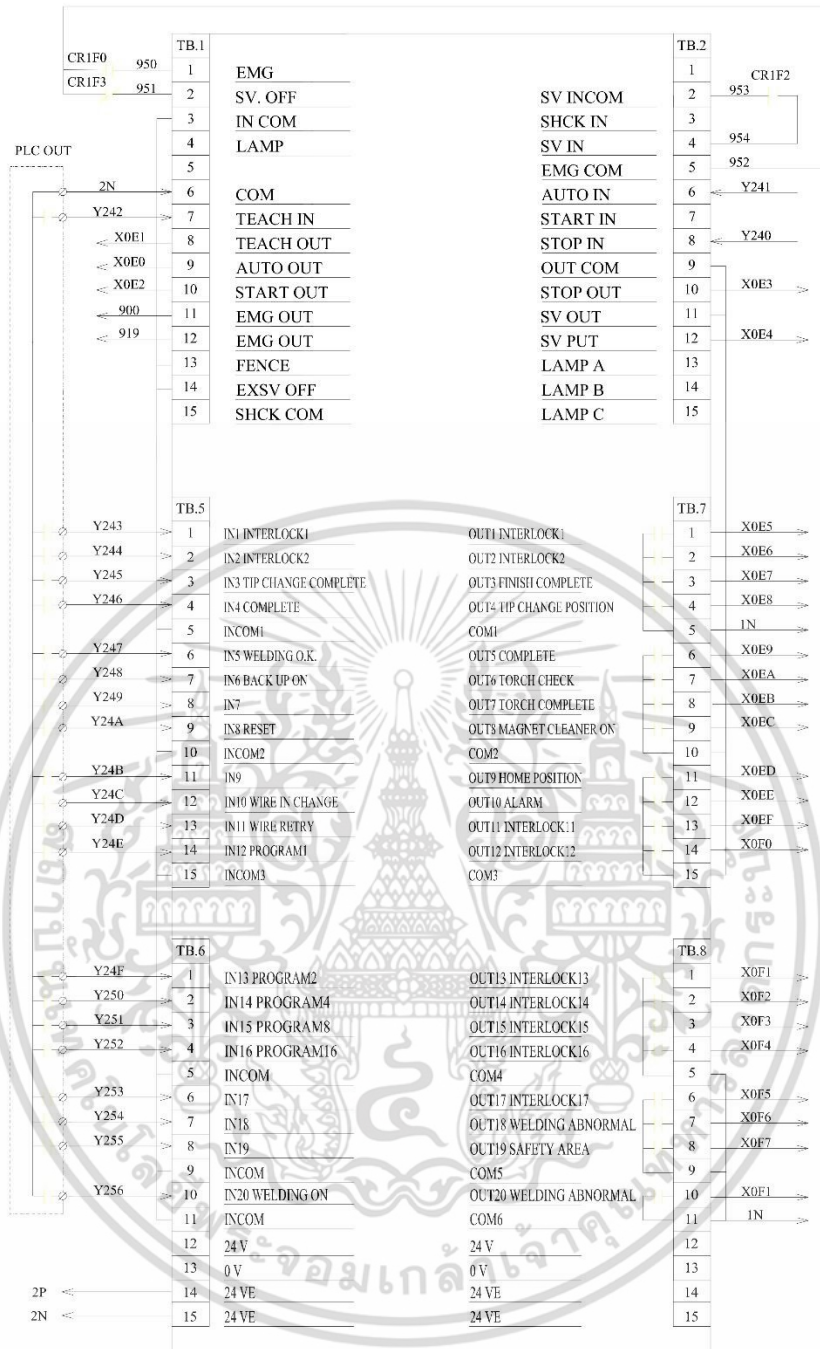 TB.1 TB.2
CR1F0 950 1 EMG 1 CR1F2
CR1F3 951 2 SV. OFF SV INCOM 2 953
3 IN COM SHCK IN 3
4 LAMP SV IN 4 954
PLC OUT 5 EMG COM 5 952
2N 6 COM AUTO IN 6 Y241
Y242 7 TEACH IN START IN 7
X0E1 8 TEACH OUT STOP IN 8 Y240
X0E0 9 AUTO OUT OUT COM 9
X0E2 10 START OUT STOP OUT 10 X0E3
900 11 EMG OUT SV OUT 11
919 12 EMG OUT SV PUT 12 X0E4
13 FENCE LAMP A 13
14 EXSV OFF LAMP B 14
15 SHCK COM LAMP C 15
TB.5 TB.7
Y243 1 IN1 INTERLOCK1 OUT1 INTERLOCK1 1 X0E5
Y244 2 IN2 INTERLOCK2 OUT2 INTERLOCK2 2 X0E6
Y245 3 IN3 TIP CHANGE COMPLETE OUT3 FINISH COMPLETE 3 X0E7
Y246 4 IN4 COMPLETE OUT4 TIP CHANGE POSITION 4 X0E8
5 INCOM1 COM1 5 1N
Y247 6 IN5 WELDING O.K. OUT5 COMPLETE 6 X0E9
Y248 7 IN6 BACK UP ON OUT6 TORCH CHECK 7 X0EA
Y249 8 IN7 OUT7 TORCH COMPLETE 8 X0EB
Y24A 9 IN8 RESET OUT8 MAGNET CLEANER ON 9 X0EC
10 INCOM2 COM2 10
Y24B 11 IN9 OUT9 HOME POSITION 11 X0ED
Y24C 12 IN10 WIRE IN CHANGE OUT10 ALARM 12 X0EE
Y24D 13 IN11 WIRE RETRY OUT11 INTERLOCK11 13 X0EF
Y24E 14 IN12 PROGRAM1 OUT12 INTERLOCK12 14 X0F0
15 INCOM3 COM3 15
TB.6 TB.8
Y24F 1 IN13 PROGRAM2 OUT13 INTERLOCK13 1 X0F1
Y250 2 IN14 PROGRAM4 OUT14 INTERLOCK14 2 X0F2
Y251 3 IN15 PROGRAM8 OUT15 INTERLOCK15 3 X0F3
Y252 4 IN16 PROGRAM16 OUT16 INTERLOCK16 4 X0F4
5 INCOM COM4 5
Y253 6 IN17 OUT17 INTERLOCK17 6 X0F5
Y254 7 IN18 OUT18 WELDING ABNORMAL 7 X0F6
Y255 8 IN19 OUT19 SAFETY AREA 8 X0F7
9 INCOM COM5 9
Y256 10 IN20 WELDING ON OUT20 WELDING ABNORMAL 10 X0F1
11 INCOM COM6 11 1N
12 24 V 24 V 12
13 0 V 0 V 13
2P 14 24 VE 24 VE 14
2N 15 24 VE 24 VE 15